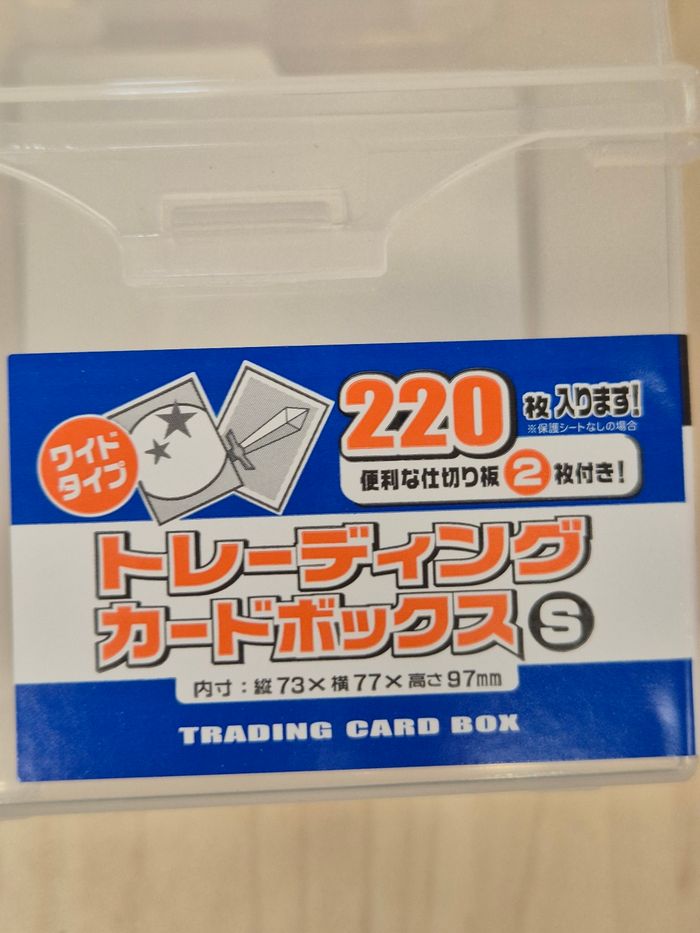 ワイド
タイプ
220枚入ります!
※保護シートなしの場合
便利な仕切り板2枚付き!
トレーディング
カードボックスS
内寸:縦73×横77×高さ97mm
TRADING CARD BOX